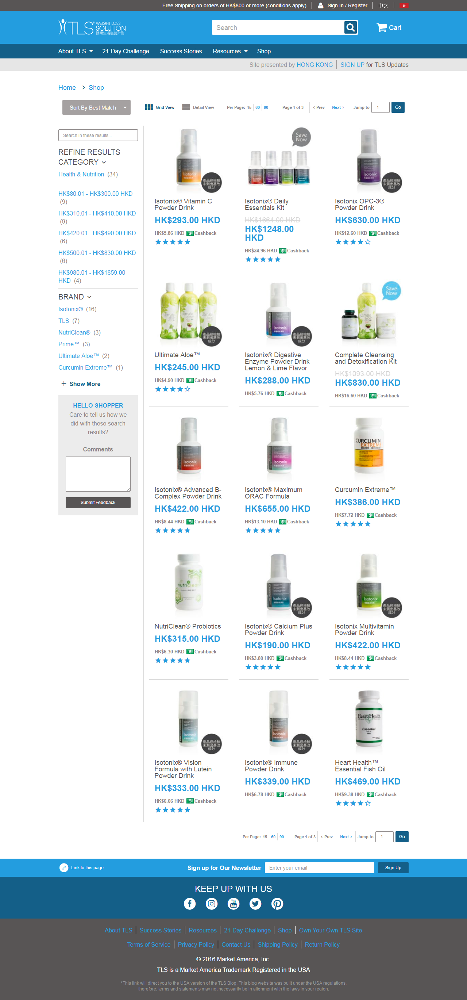 Free Shipping on orders of HK$800 or more (conditions apply)
Sign In / Register
中文
TLS® WEIGHT LOSS SOLUTION
Search
Cart
About TLS
21-Day Challenge
Success Stories
Resources
Shop
Site presented by HONG KONG
SIGN UP for TLS Updates
Home > Shop
Sort By Best Match
Grid View
Detail View
Per Page: 15 60 90
Page 1 of 3
‹ Prev
Next ›
Jump to 1 Go
Search in these results...
REFINE RESULTS
CATEGORY
Health & Nutrition (34)
HK$80.01 - HK$300.00 HKD
(9)
HK$310.01 - HK$410.00 HKD
(9)
HK$420.01 - HK$490.00 HKD
(6)
HK$500.01 - HK$830.00 HKD
(6)
HK$980.01 - HK$1859.00
HKD (4)
BRAND
Isotonix® (16)
TLS (7)
NutriClean® (3)
Prime™ (3)
Ultimate Aloe™ (2)
Curcumin Extreme™ (1)
+ Show More
HELLO SHOPPER
Care to tell us how we
did with these search
results?
Comments
Submit Feedback
Isotonix
產品經檢驗
未測出基改
成分
Isotonix® Vitamin C
Powder Drink
HK$293.00 HKD
HK$5.86 HKD $ Cashback
Save
Now
Isotonix Isotonix Isotonix Isotonix
Isotonix® Daily
Essentials Kit
HK$1664.00 HKD
HK$1248.00
HKD
HK$24.96 HKD $ Cashback
Isotonix
產品經檢驗
未測出基改
成分
Isotonix OPC-3®
Powder Drink
HK$630.00 HKD
HK$12.60 HKD $ Cashback
ultimate aloe
產品經檢驗
未測出基改
成分
Ultimate Aloe™
HK$245.00 HKD
HK$4.90 HKD $ Cashback
Isotonix
產品經檢驗
未測出基改
成分
Isotonix® Digestive
Enzyme Powder Drink
Lemon & Lime Flavor
HK$288.00 HKD
HK$5.76 HKD $ Cashback
Save
Now
ultimate aloe
Complete Cleansing
and Detoxification Kit
HK$1093.00 HKD
HK$830.00 HKD
HK$16.60 HKD $ Cashback
Isotonix
Isotonix® Advanced B-
Complex Powder Drink
HK$422.00 HKD
HK$8.44 HKD $ Cashback
Isotonix
Isotonix® Maximum
ORAC Formula
HK$655.00 HKD
HK$13.10 HKD $ Cashback
CURCUMIN
EXTREME
Curcumin Extreme™
HK$386.00 HKD
HK$7.72 HKD $ Cashback
nutriclean
NutriClean® Probiotics
HK$315.00 HKD
HK$6.30 HKD $ Cashback
Isotonix
產品經檢驗
未測出基改
成分
Isotonix® Calcium Plus
Powder Drink
HK$190.00 HKD
HK$3.80 HKD $ Cashback
Isotonix
產品經檢驗
未測出基改
成分
Isotonix Multivitamin
Powder Drink
HK$422.00 HKD
HK$8.44 HKD $ Cashback
Isotonix
產品經檢驗
未測出基改
成分
Isotonix® Vision
Formula with Lutein
Powder Drink
HK$333.00 HKD
HK$6.66 HKD $ Cashback
Isotonix
產品經檢驗
未測出基改
成分
Isotonix® Immune
Powder Drink
HK$339.00 HKD
HK$6.78 HKD $ Cashback
Heart Health
Essential
Heart Health™
Essential Fish Oil
HK$469.00 HKD
HK$9.38 HKD $ Cashback
Per Page: 15 60 90
Page 1 of 3
‹ Prev
Next ›
Jump to 1 Go
Link to this page
Sign up for Our Newsletter
Enter your email
Sign Up
KEEP UP WITH US
You
Tube
About TLS
Success Stories
Resources
21-Day Challenge
Shop
Own Your Own TLS Site
Terms of Service
Privacy Policy
Contact Us
Shipping Policy
Return Policy
© 2016 Market America, Inc.
TLS is a Market America Trademark Registered in the USA
*This link will direct you to the USA version of the TLS Blog. This blog website was built under the USA regulations,
therefore, terms and statements may not necessarily be in alignment with the laws in your region.